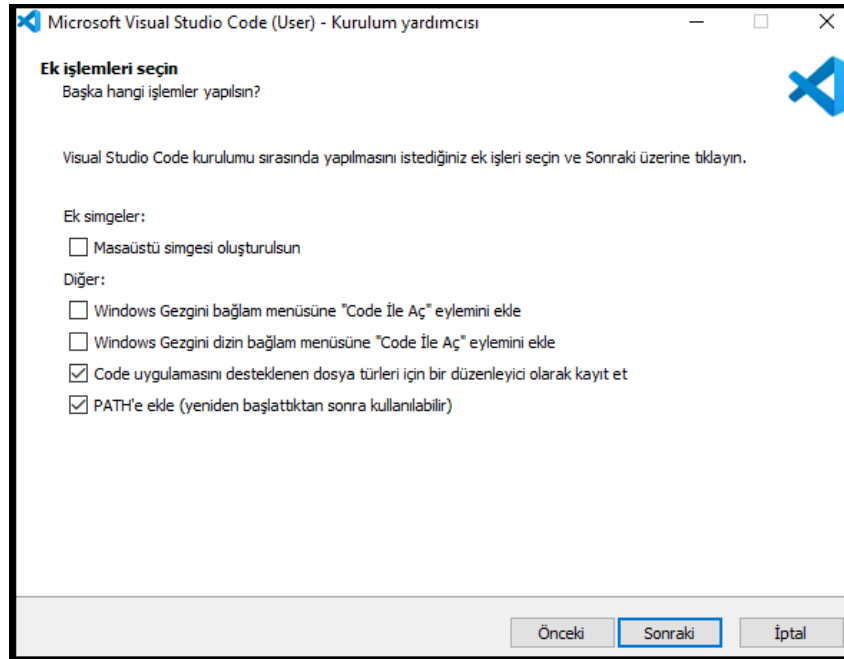 Microsoft Visual Studio Code (User) - Kurulum yardımcısı
Ek işlemleri seçin
Başka hangi işlemler yapılsın?
Visual Studio Code kurulumu sırasında yapılmasını istediğiniz ek işleri seçin ve Sonraki üzerine tıklayın.
Ek simgeler:
Masaüstü simgesi oluşturulsun
Diğer:
Windows Gezgini bağlam menüsüne "Code İle Aç" eylemini ekle
Windows Gezgini dizin bağlam menüsüne "Code İle Aç" eylemini ekle
Code uygulamasını desteklenen dosya türleri için bir düzenleyici olarak kayıt et
PATH'e ekle (yeniden başlattıktan sonra kullanılabilir)
Önceki Sonraki İptal